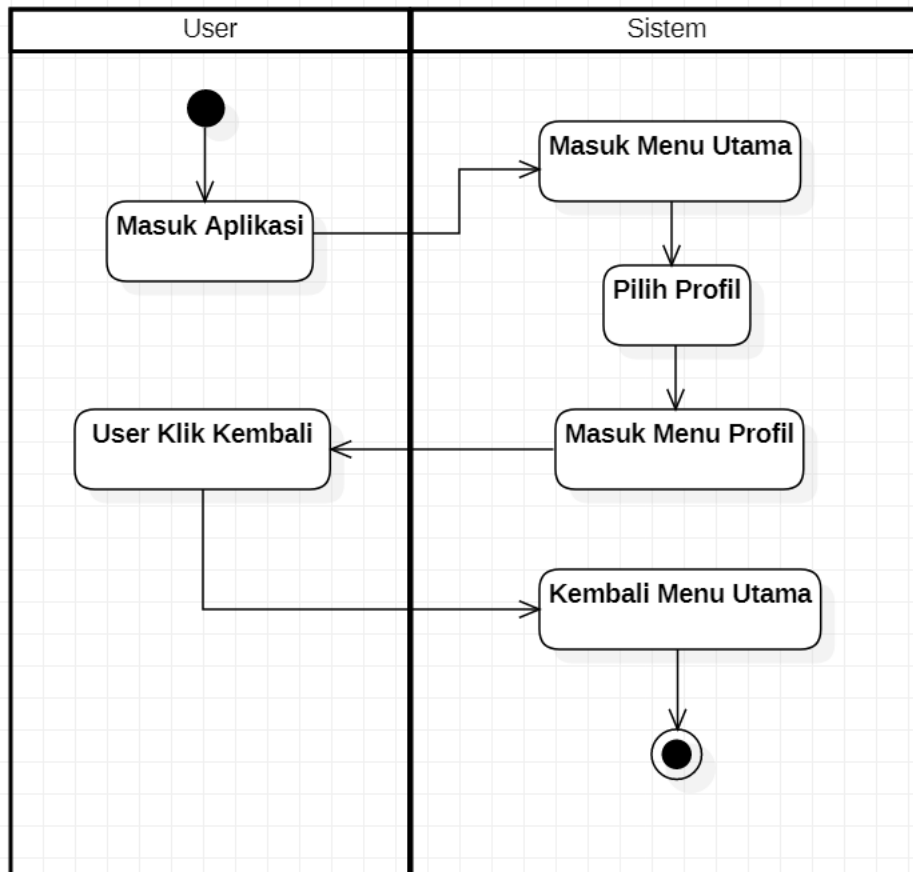 User
Sistem
Masuk Menu Utama
Masuk Aplikasi
Pilih Profil
Masuk Menu Profil
User Klik Kembali
Kembali Menu Utama